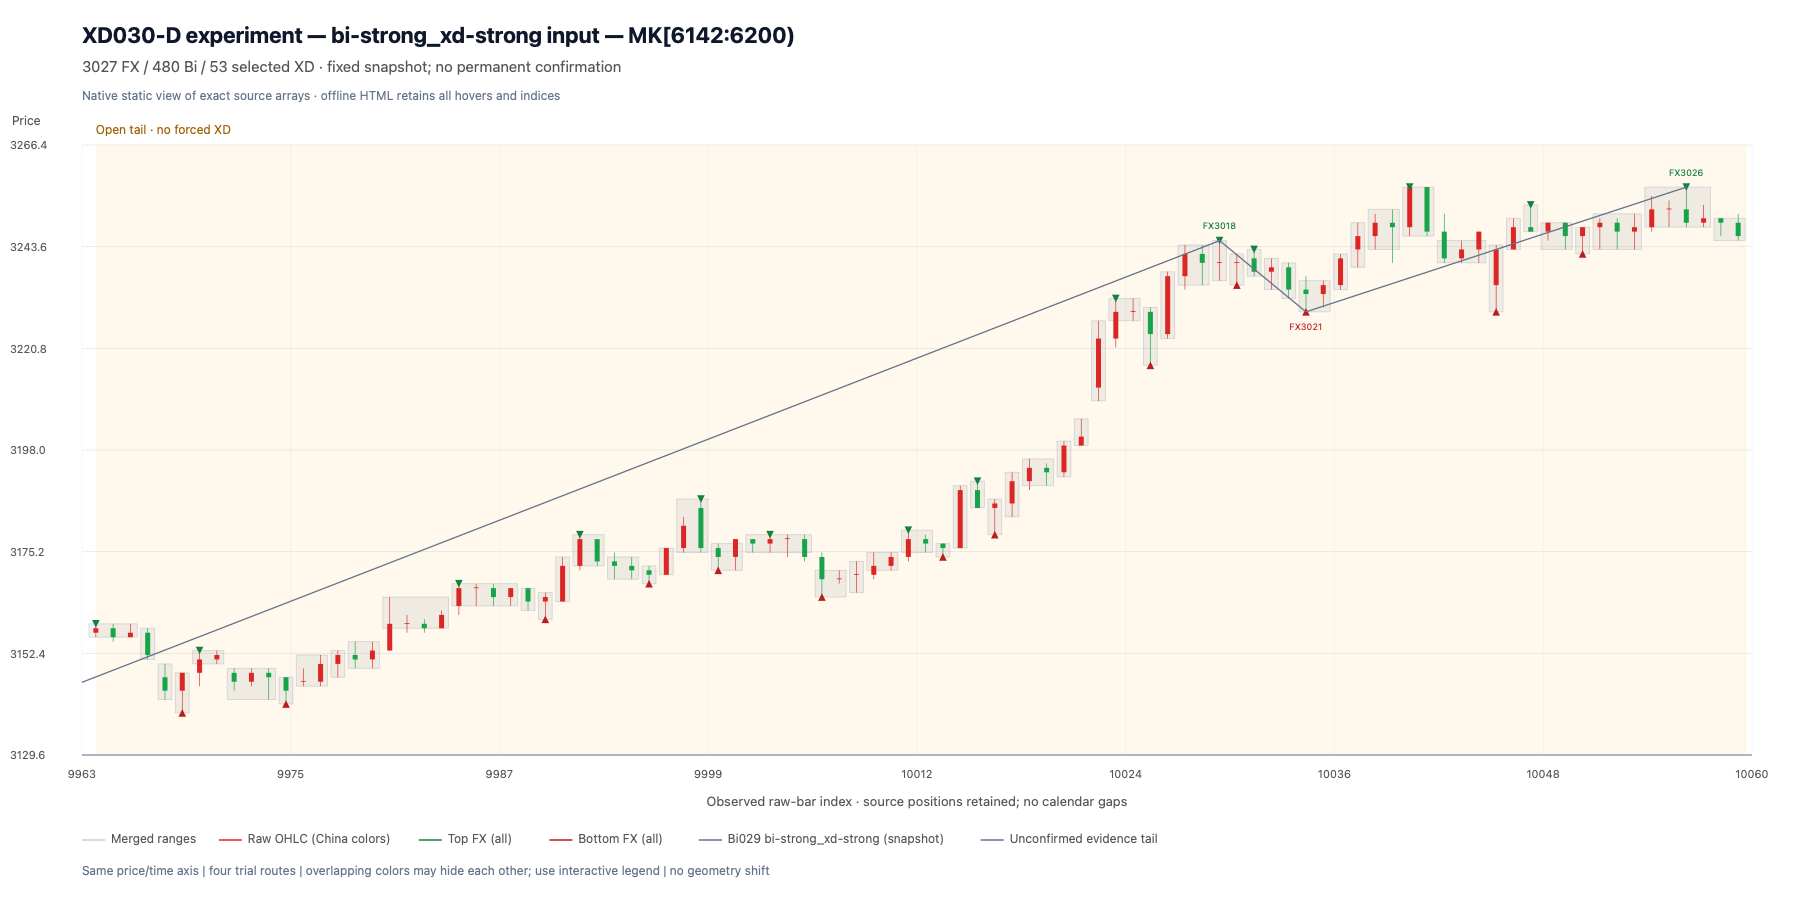 XD030-D experiment — bi-strong_xd-strong input — MK[6142:6200)
3027 FX / 480 Bi / 53 selected XD · fixed snapshot; no permanent confirmation
Native static view of exact source arrays · offline HTML retains all hovers and indices
Price
Open tail · no forced XD
3266.4
FX3026
FX3018
3243.6
FX3021
3220.8
3198.0
3175.2
3152.4
3129.6
9963 9975 9987 9999 10012 10024 10036 10048 10060
Observed raw-bar index · source positions retained; no calendar gaps
Merged ranges Raw OHLC (China colors) Top FX (all) Bottom FX (all) Bi029 bi-strong_xd-strong (snapshot) Unconfirmed evidence tail
Same price/time axis | four trial routes | overlapping colors may hide each other; use interactive legend | no geometry shift